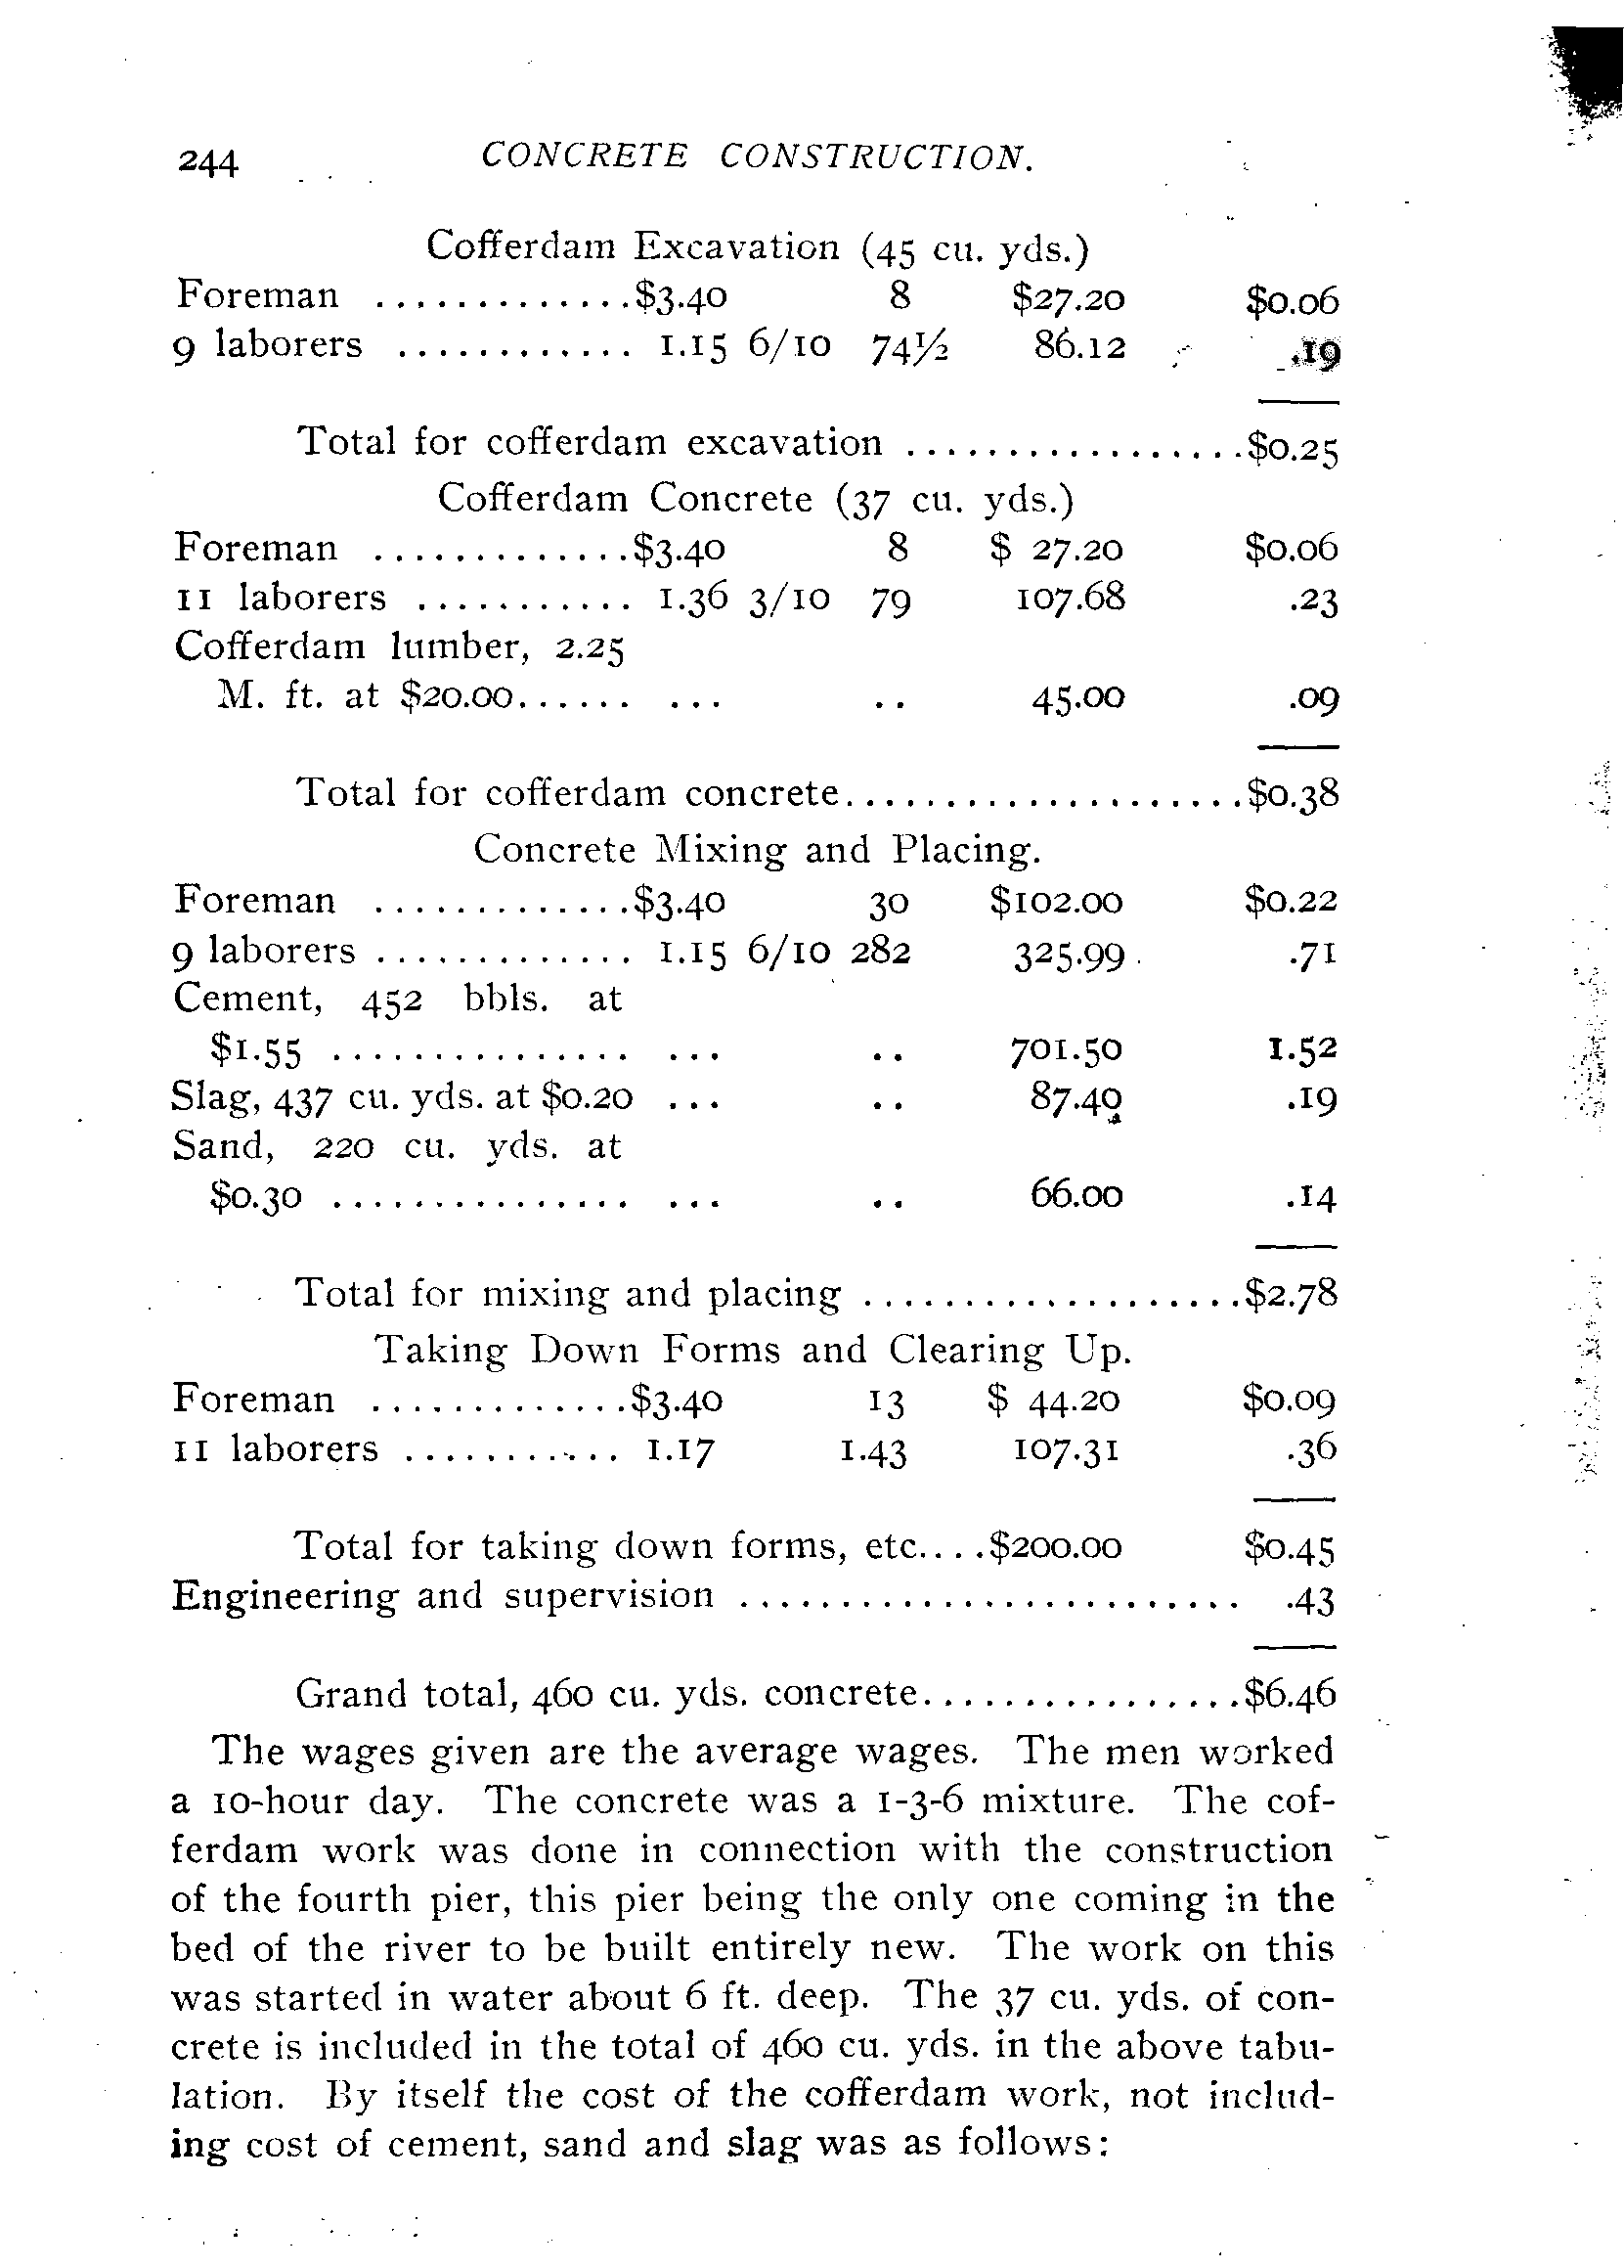 244 CONCRETE CONSTRUCTION.
Cofferdam Excavation (45 cu. yds.)
Foreman .............$3.40 8 $27.20 $0.06
9 laborers ............ 1.15 6/10 74½ 86.12 .19
Total for cofferdam excavation .................$0.25
Cofferdam Concrete (37 cu. yds.)
Foreman .............$3.40 8 $ 27.20 $0.06
11 laborers ........... 1.36 3/10 79 107.68 .23
Cofferdam lumber, 2.25
M. ft. at $20.00...... ... .. 45.00 .09
Total for cofferdam concrete....................$0.38
Concrete Mixing and Placing.
Foreman .............$3.40 30 $102.00 $0.22
9 laborers ............. 1.15 6/10 282 325.99 .71
Cement, 452 bbls. at
$1.55 ............... ... .. 701.50 1.52
Slag, 437 cu. yds. at $0.20 ... .. 87.40 .19
Sand, 220 cu. yds. at
$0.30 ............... ... .. 66.00 .14
Total for mixing and placing ...................$2.78
Taking Down Forms and Clearing Up.
Foreman .............$3.40 13 $ 44.20 $0.09
11 laborers ........... 1.17 1.43 107.31 .36
Total for taking down forms, etc....$200.00 $0.45
Engineering and supervision ......................... .43
Grand total, 460 cu. yds. concrete................$6.46
The wages given are the average wages. The men worked
a 10-hour day. The concrete was a 1-3-6 mixture. The cof-
ferdam work was done in connection with the construction
of the fourth pier, this pier being the only one coming in the
bed of the river to be built entirely new. The work on this
was started in water about 6 ft. deep. The 37 cu. yds. of con-
crete is included in the total of 460 cu. yds. in the above tabu-
lation. By itself the cost of the cofferdam work, not includ-
ing cost of cement, sand and slag was as follows: